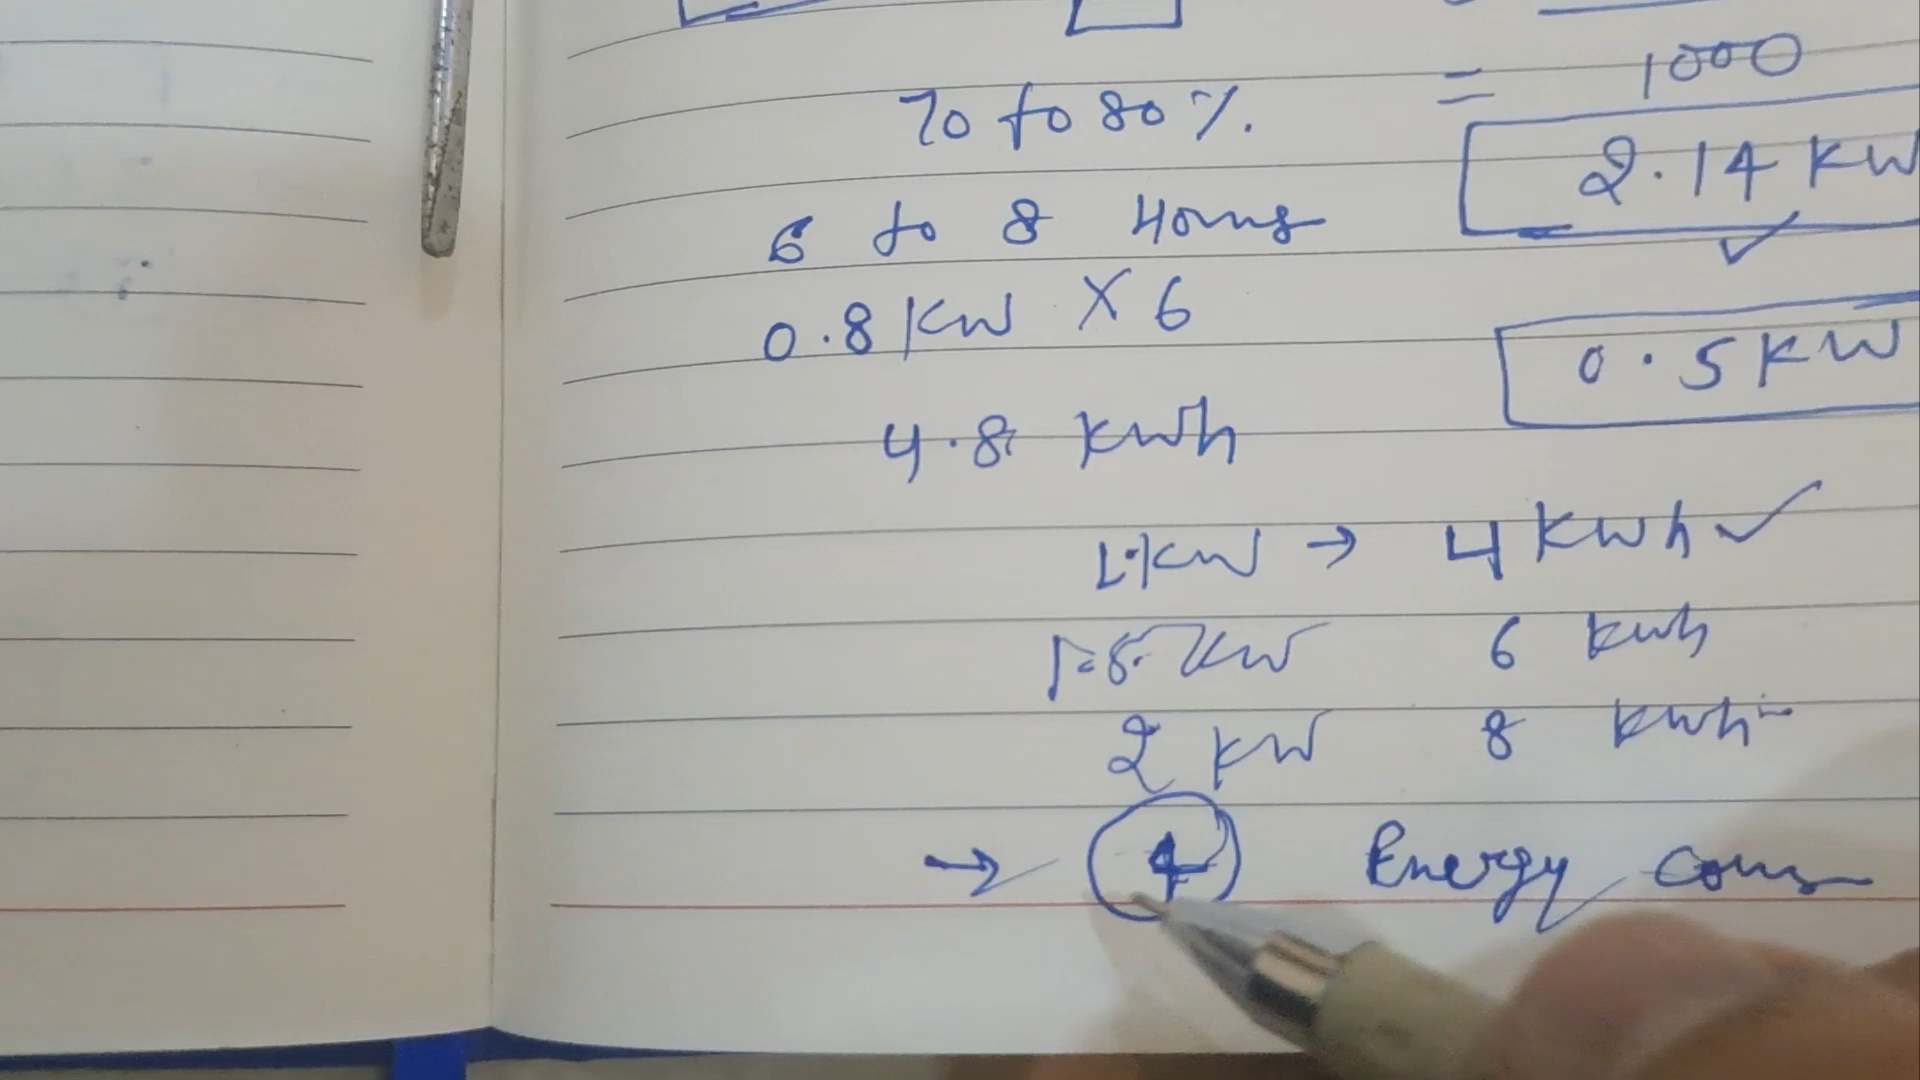 = 1000
70 to 80%.
2.14 KW
6 to 8 Hours
0.8 KW X 6
0.5 KW
4.8 kwh
1 KW → 4 KWh ✓
1.5 KW 6 kwh
2 KW 8 kwh
→ 4 Energy cons